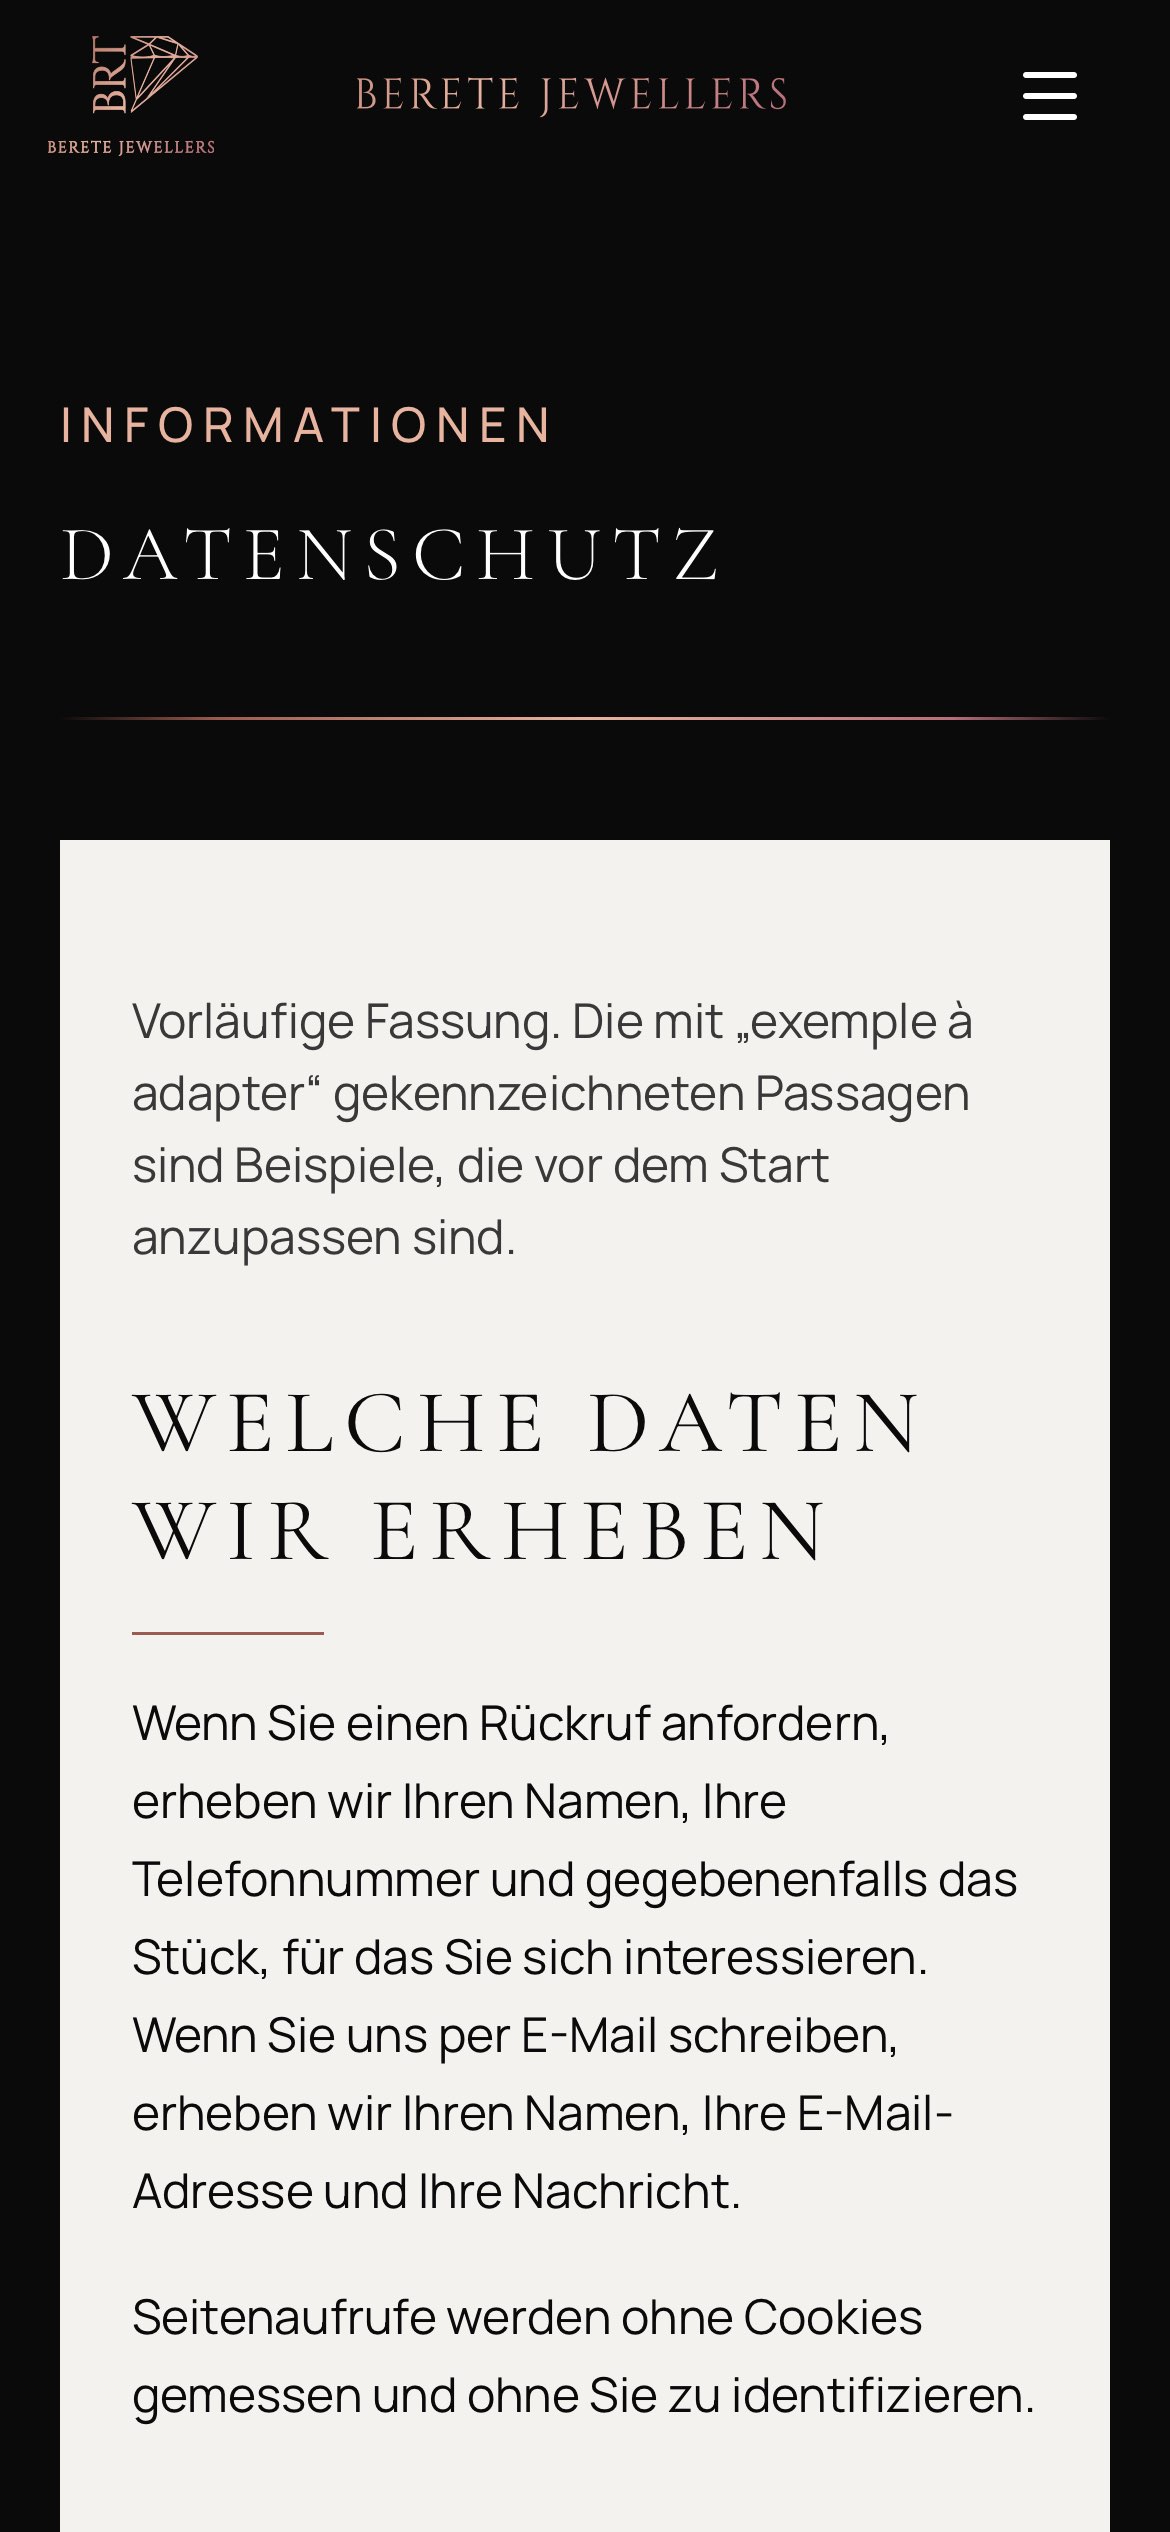 BRT
BERETE JEWELLERS
BERETE JEWELLERS
INFORMATIONEN
DATENSCHUTZ
Vorläufige Fassung. Die mit „exemple à
adapter“ gekennzeichneten Passagen
sind Beispiele, die vor dem Start
anzupassen sind.
WELCHE DATEN
WIR ERHEBEN
Wenn Sie einen Rückruf anfordern,
erheben wir Ihren Namen, Ihre
Telefonnummer und gegebenenfalls das
Stück, für das Sie sich interessieren.
Wenn Sie uns per E-Mail schreiben,
erheben wir Ihren Namen, Ihre E-Mail-
Adresse und Ihre Nachricht.
Seitenaufrufe werden ohne Cookies
gemessen und ohne Sie zu identifizieren.